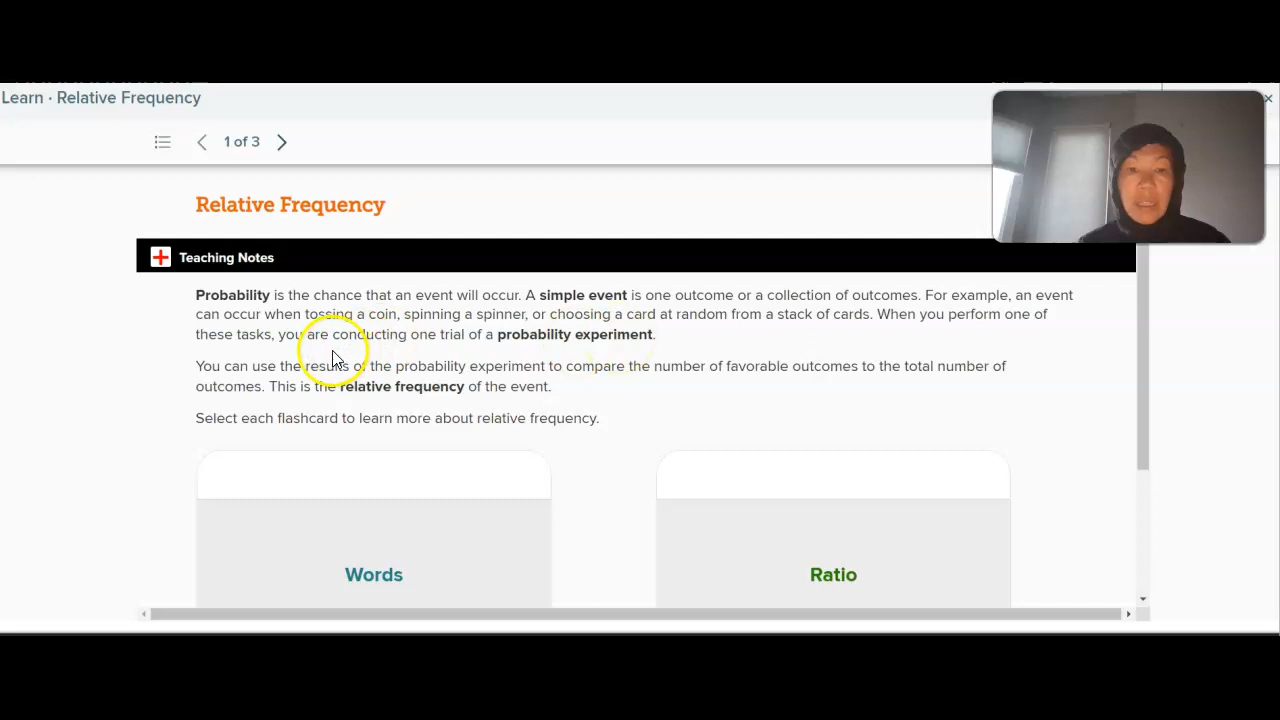 Learn · Relative Frequency
1 of 3
Relative Frequency
Teaching Notes
Probability is the chance that an event will occur. A simple event is one outcome or a collection of outcomes. For example, an event
can occur when tossing a coin, spinning a spinner, or choosing a card at random from a stack of cards. When you perform one of
these tasks, you are conducting one trial of a probability experiment.
You can use the results of the probability experiment to compare the number of favorable outcomes to the total number of
outcomes. This is the relative frequency of the event.
Select each flashcard to learn more about relative frequency.
Words
Ratio